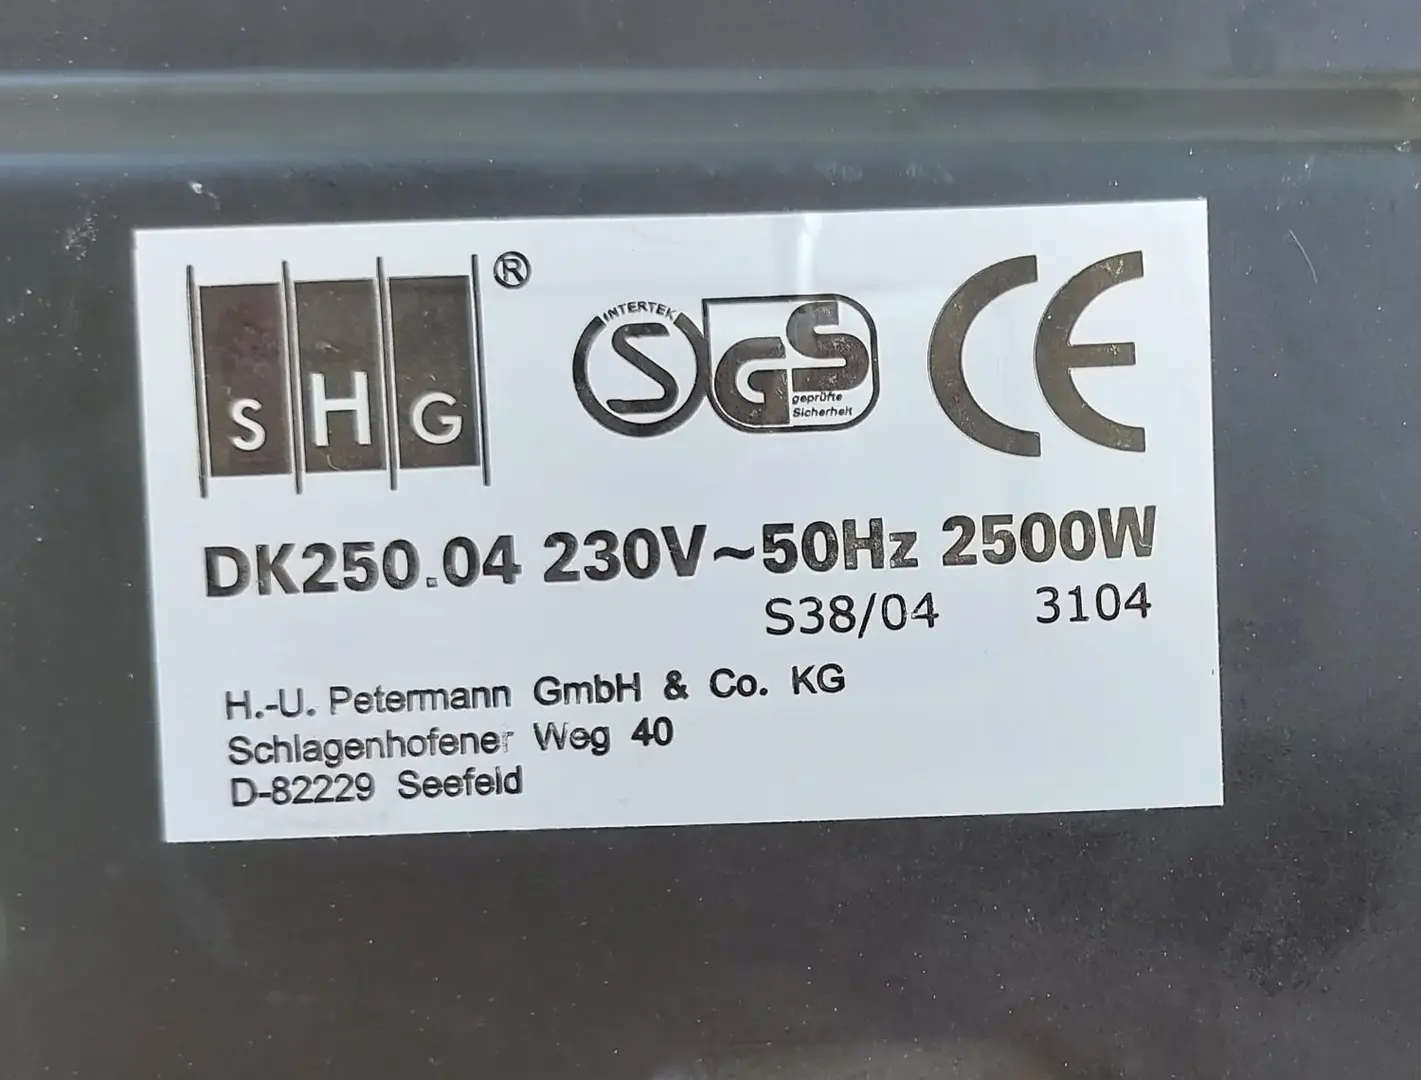 SHG ®
INTERTEK
S
GS
geprüfte
Sicherheit
CE
DK250.04 230V~50Hz 2500W
S38/04 3104
H.-U. Petermann GmbH & Co. KG
Schlagenhofener Weg 40
D-82229 Seefeld